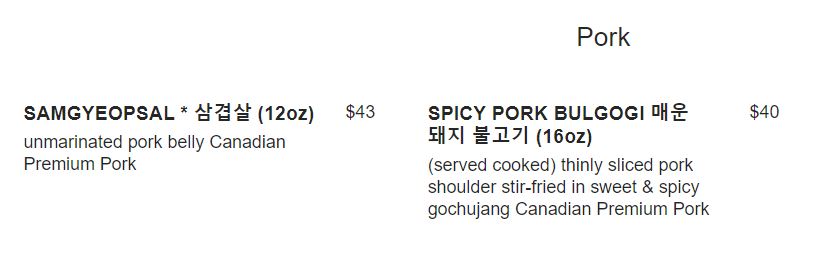 Pork
SAMGYEOPSAL * 삼겹살 (12oz) $43
unmarinated pork belly Canadian
Premium Pork
SPICY PORK BULGOGI 매운 $40
돼지 불고기 (16oz)
(served cooked) thinly sliced pork
shoulder stir-fried in sweet & spicy
gochujang Canadian Premium Pork